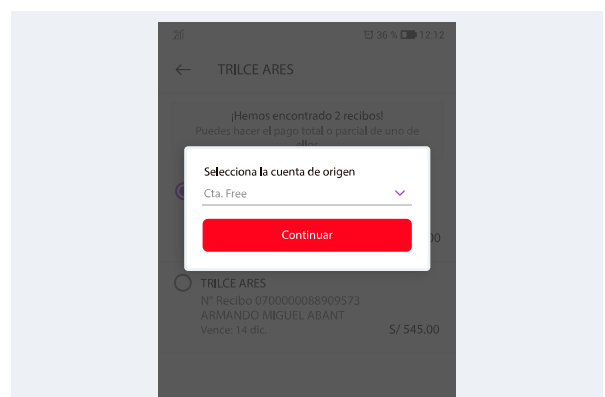 36 % 12:12
TRILCE ARES
¡Hemos encontrado 2 recibos!
Puedes hacer el pago total o parcial de uno de
ellos
Selecciona la cuenta de origen
Cta. Free
Continuar
00
TRILCE ARES
N° Recibo 0700000088909573
ARMANDO MIGUEL ABANT
Vence: 14 dic. S/ 545.00